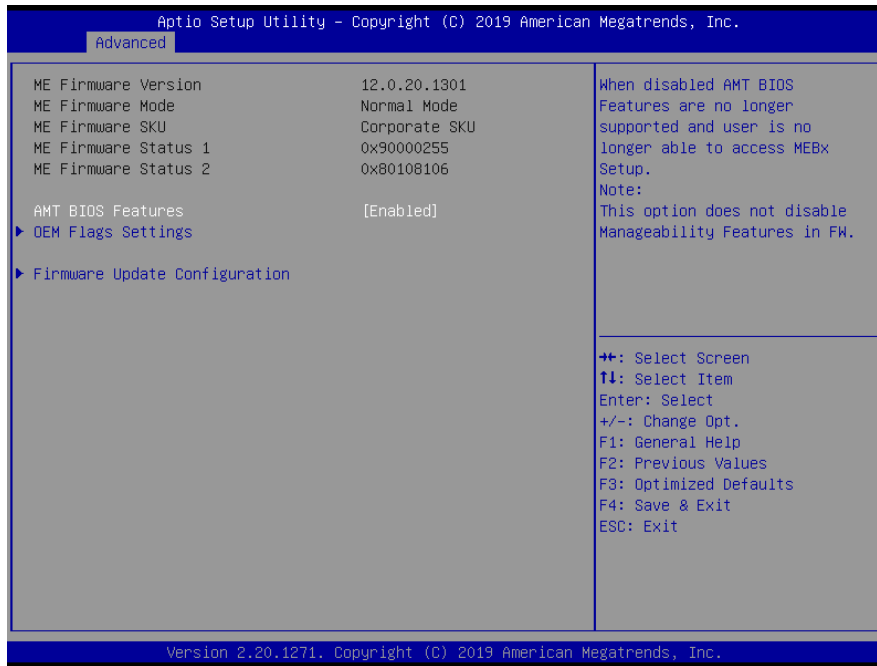 Aptio Setup Utility – Copyright (C) 2019 American Megatrends, Inc.
Advanced
ME Firmware Version 12.0.20.1301
ME Firmware Mode Normal Mode
ME Firmware SKU Corporate SKU
ME Firmware Status 1 0x90000255
ME Firmware Status 2 0x80108106
AMT BIOS Features [Enabled]
OEM Flags Settings
Firmware Update Configuration
When disabled AMT BIOS
Features are no longer
supported and user is no
longer able to access MEBx
Setup.
Note:
This option does not disable
Manageability Features in FW.
→←: Select Screen
↑↓: Select Item
Enter: Select
+/-: Change Opt.
F1: General Help
F2: Previous Values
F3: Optimized Defaults
F4: Save & Exit
ESC: Exit
Version 2.20.1271. Copyright (C) 2019 American Megatrends, Inc.